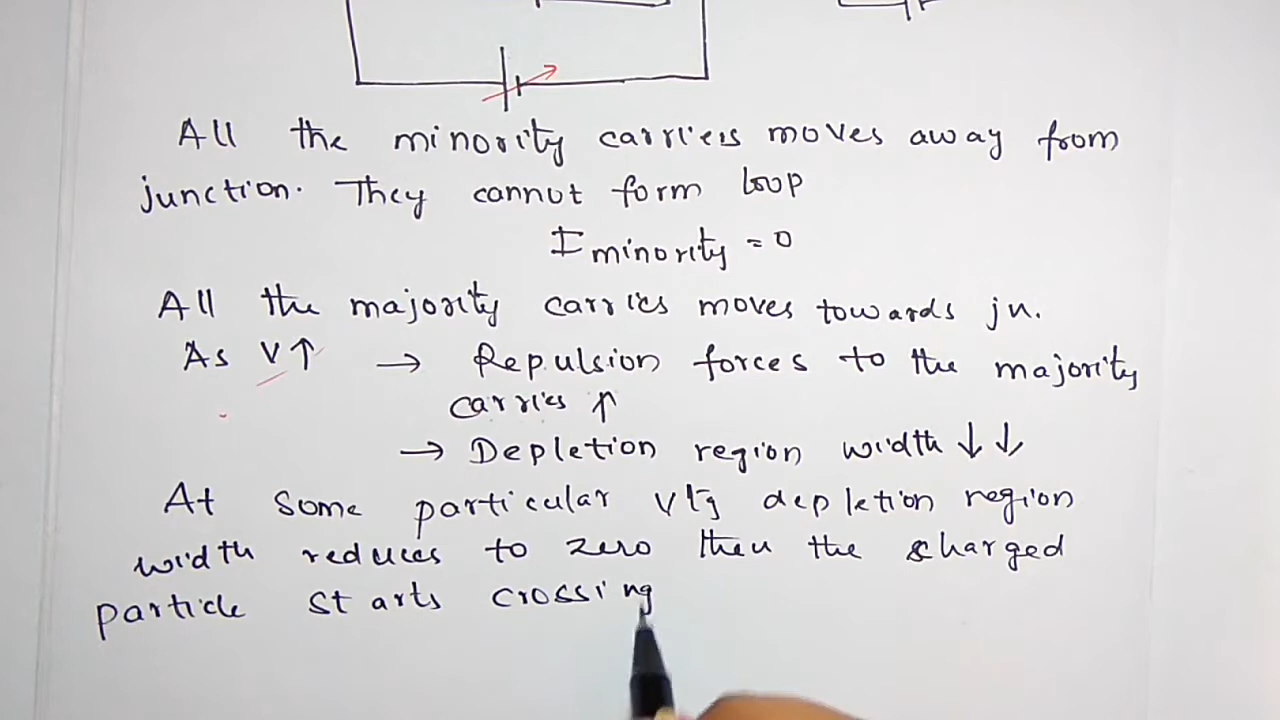 All the minority carriers moves away from
junction. They cannot form loop
I minority = 0
All the majority carries moves towards jn.
As V↑ → Repulsion forces to the majority
carries ↑
→ Depletion region width ↓↓
At some particular vltg depletion region
width reduces to zero then the charged
particle starts crossing